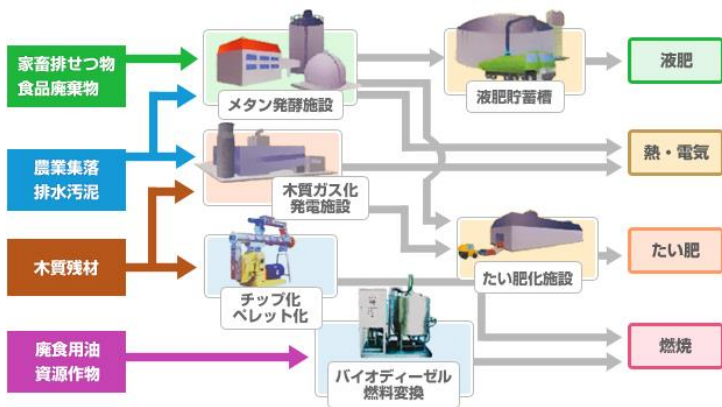 家畜排せつ物
食品廃棄物
メタン発酵施設
液肥貯蓄槽
液肥
農業集落
排水汚泥
木質ガス化
発電施設
熱・電気
木質残材
チップ化
ペレット化
たい肥化施設
たい肥
廃食用油
資源作物
バイオディーゼル
燃料変換
燃焼